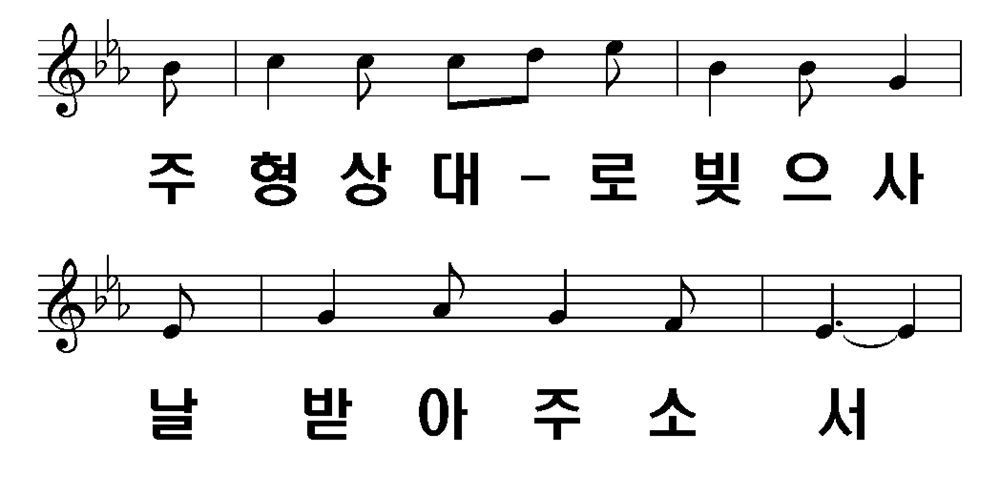 주 형 상 대 - 로 빚 으 사
날 받 아 주 소 서